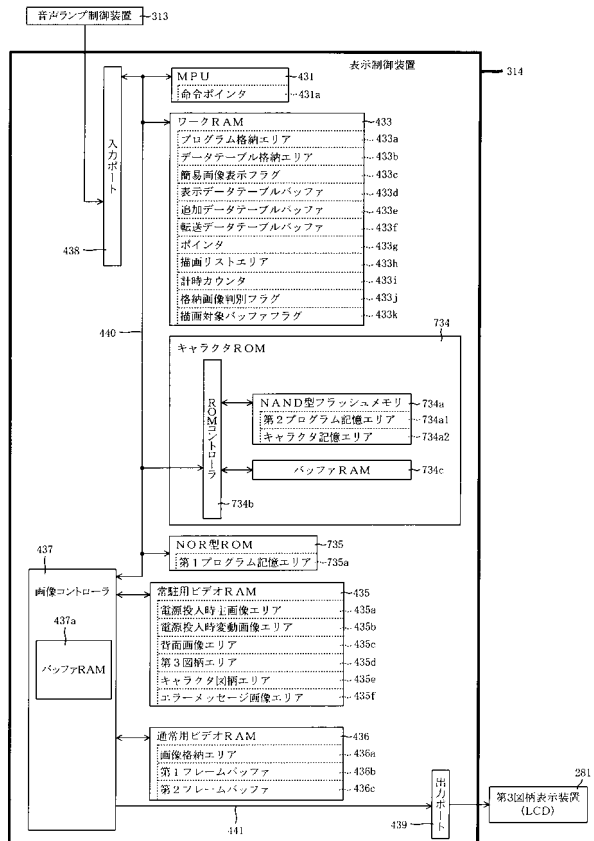 音声ランプ制御装置
313
表示制御装置
314
MPU
431
命令ポインタ
431a
入力ポート
438
ワークRAM
433
プログラム格納エリア
433a
データテーブル格納エリア
433b
簡易画像表示フラグ
433c
表示データテーブルバッファ
433d
追加データテーブルバッファ
433e
転送データテーブルバッファ
433f
ポインタ
433g
描画リストエリア
433h
計時カウンタ
433i
格納画像判別フラグ
433j
描画対象バッファフラグ
433k
440
734
キャラクタROM
ROMコントローラ
734b
NAND型フラッシュメモリ
734a
第2プログラム記憶エリア
734a1
キャラクタ記憶エリア
734a2
バッファRAM
734c
NOR型ROM
735
第1プログラム記憶エリア
735a
437
画像コントローラ
437a
バッファRAM
常駐用ビデオRAM
435
電源投入時主画像エリア
435a
電源投入時変動画像エリア
435b
背面画像エリア
435c
第3図柄エリア
435d
キャラクタ図柄エリア
435e
エラーメッセージ画像エリア
435f
通常用ビデオRAM
436
画像格納エリア
436a
第1フレームバッファ
436b
第2フレームバッファ
436c
441
出力ポート
439
281
第3図柄表示装置
(LCD)